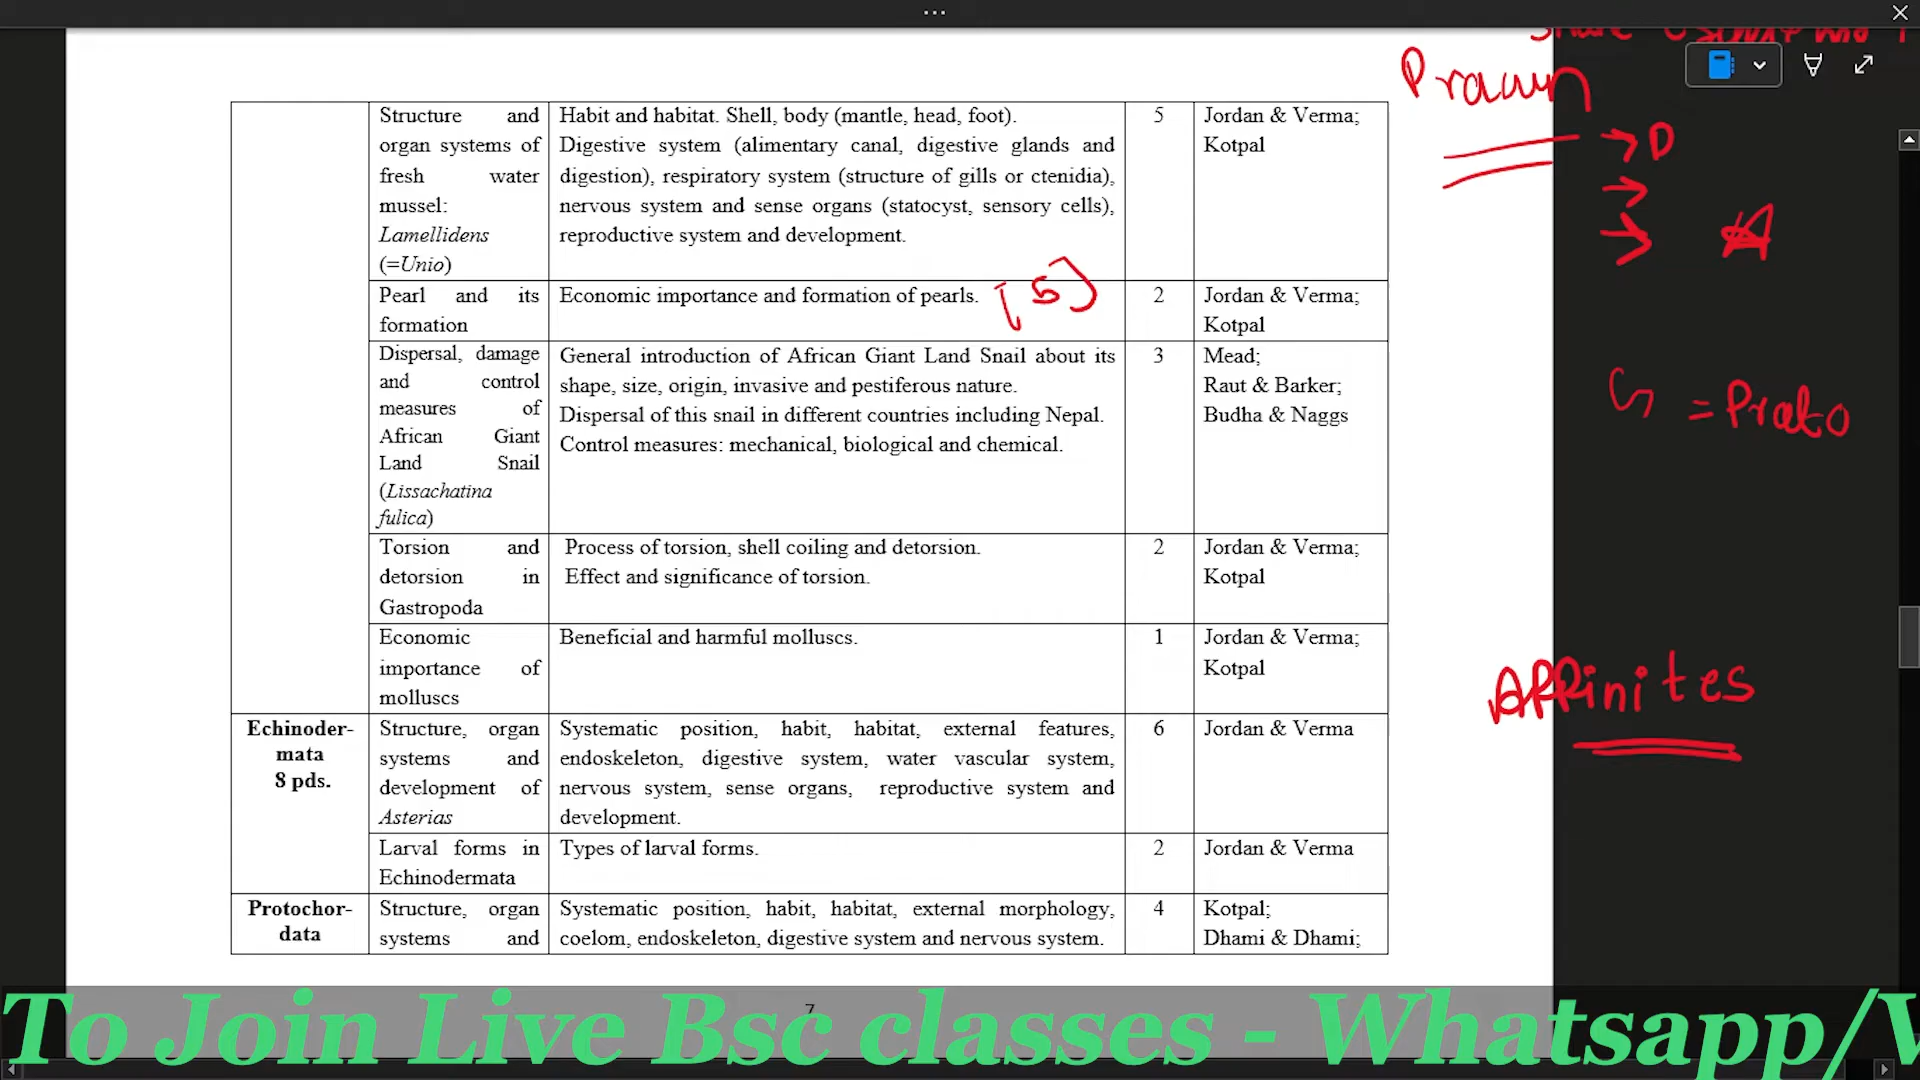 Prawn
→ D
Structure and organ systems of fresh water mussel: Lamellidens (=Unio)
Habit and habitat. Shell, body (mantle, head, foot).
Digestive system (alimentary canal, digestive glands and
digestion), respiratory system (structure of gills or ctenidia),
nervous system and sense organs (statocyst, sensory cells),
reproductive system and development.
5
Jordan & Verma;
Kotpal
Pearl and its
formation
Economic importance and formation of pearls.
[5]
2
Jordan & Verma;
Kotpal
Dispersal, damage
and control
measures of
African Giant
Land Snail
(Lissachatina
fulica)
General introduction of African Giant Land Snail about its
shape, size, origin, invasive and pestiferous nature.
Dispersal of this snail in different countries including Nepal.
Control measures: mechanical, biological and chemical.
3
Mead;
Raut & Barker;
Budha & Naggs
= Prato
Torsion and
detorsion in
Gastropoda
Process of torsion, shell coiling and detorsion.
Effect and significance of torsion.
2
Jordan & Verma;
Kotpal
Economic
importance of
molluscs
Beneficial and harmful molluscs.
1
Jordan & Verma;
Kotpal
Affinites
Echinoder-
mata
8 pds.
Structure, organ
systems and
development of
Asterias
Systematic position, habit, habitat, external features,
endoskeleton, digestive system, water vascular system,
nervous system, sense organs, reproductive system and
development.
6
Jordan & Verma
Larval forms in
Echinodermata
Types of larval forms.
2
Jordan & Verma
Protochor-
data
Structure, organ
systems and
Systematic position, habit, habitat, external morphology,
coelom, endoskeleton, digestive system and nervous system.
4
Kotpal;
Dhami & Dhami;
7
To Join Live Bsc classes - Whatsapp/V